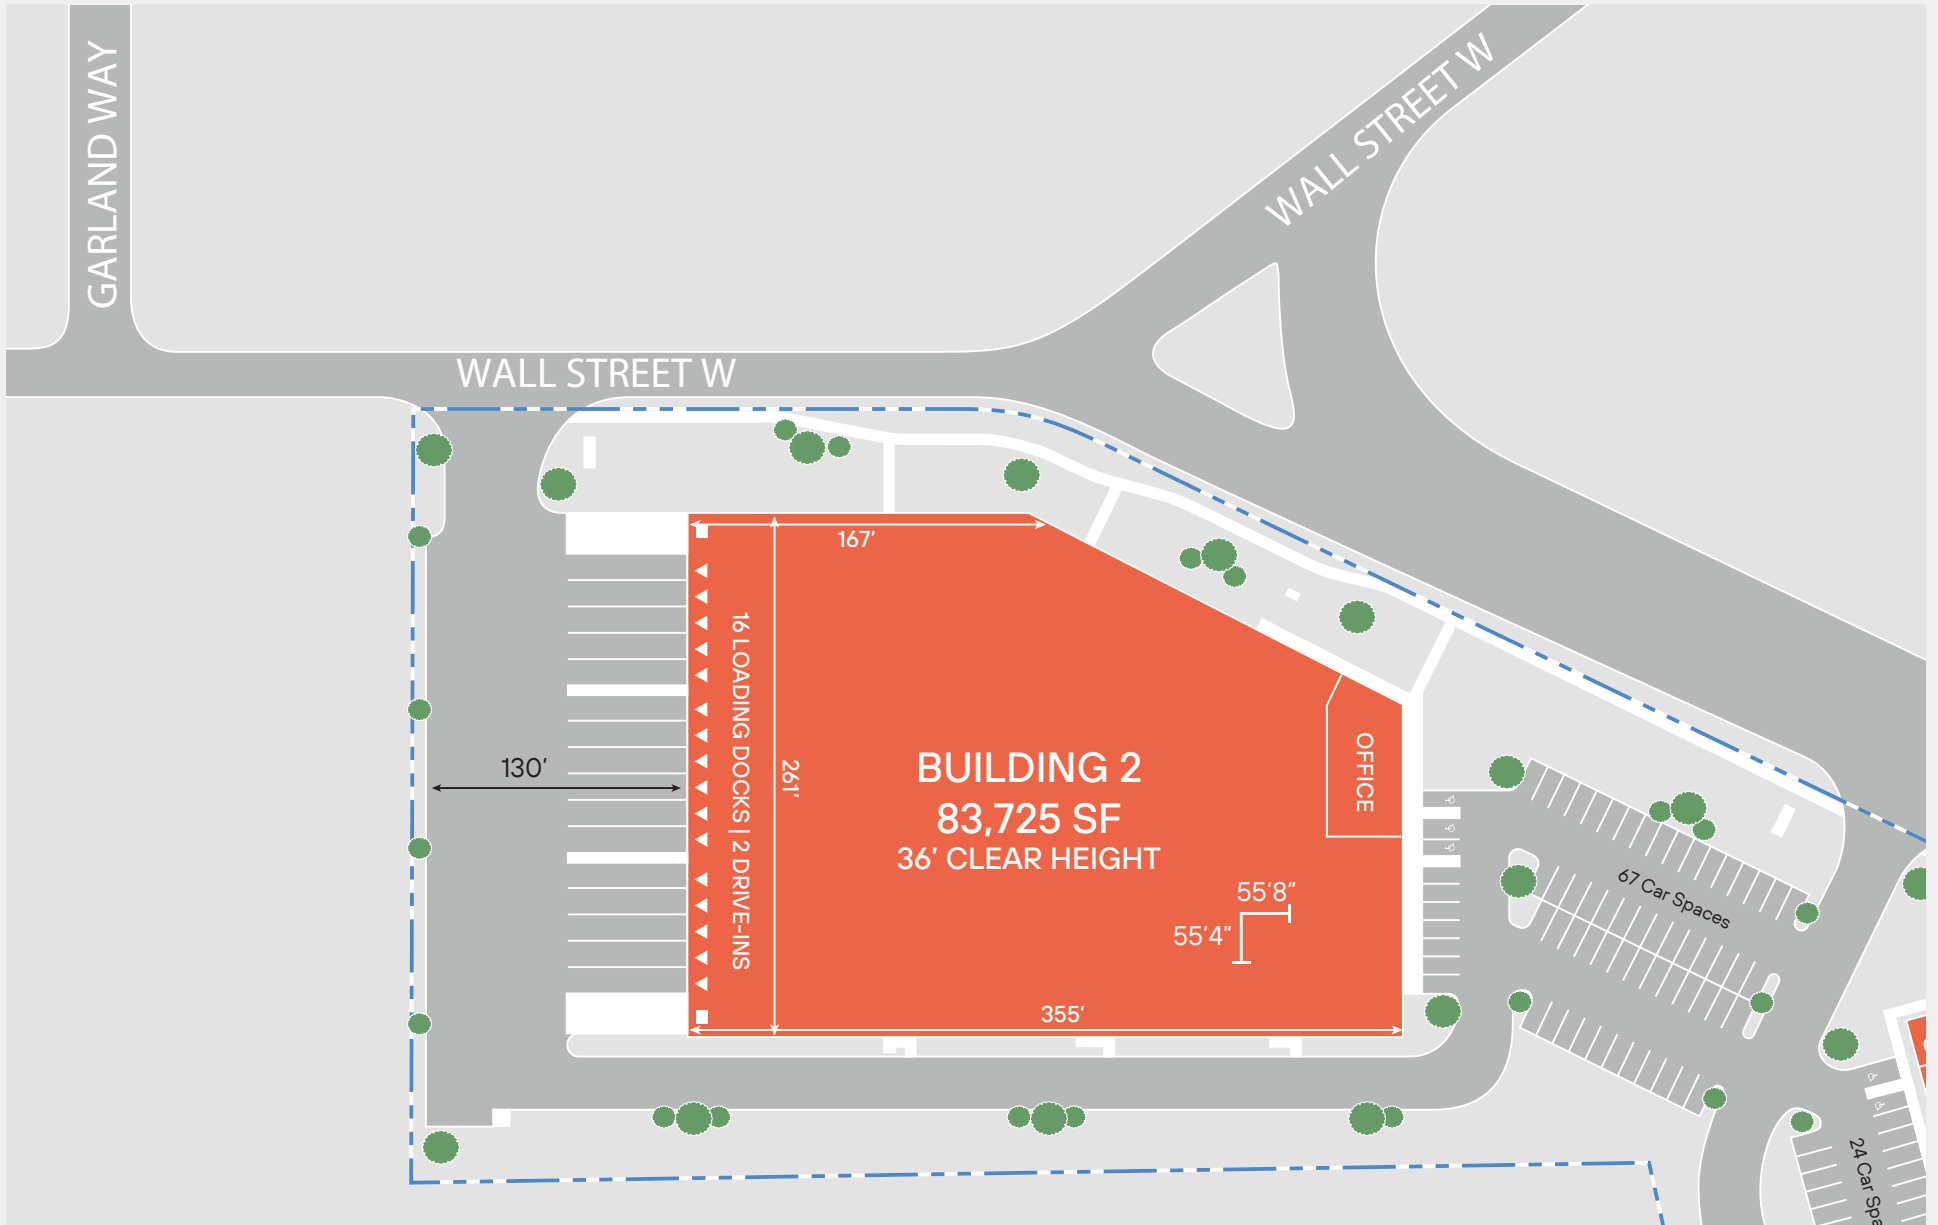 GARLAND WAY
WALL STREET W
WALL STREET W
167'
16 LOADING DOCKS | 2 DRIVE-INS
261'
130'
BUILDING 2
83,725 SF
36' CLEAR HEIGHT
OFFICE
55'8"
55'4"
355'
67 Car Spaces
24 Car